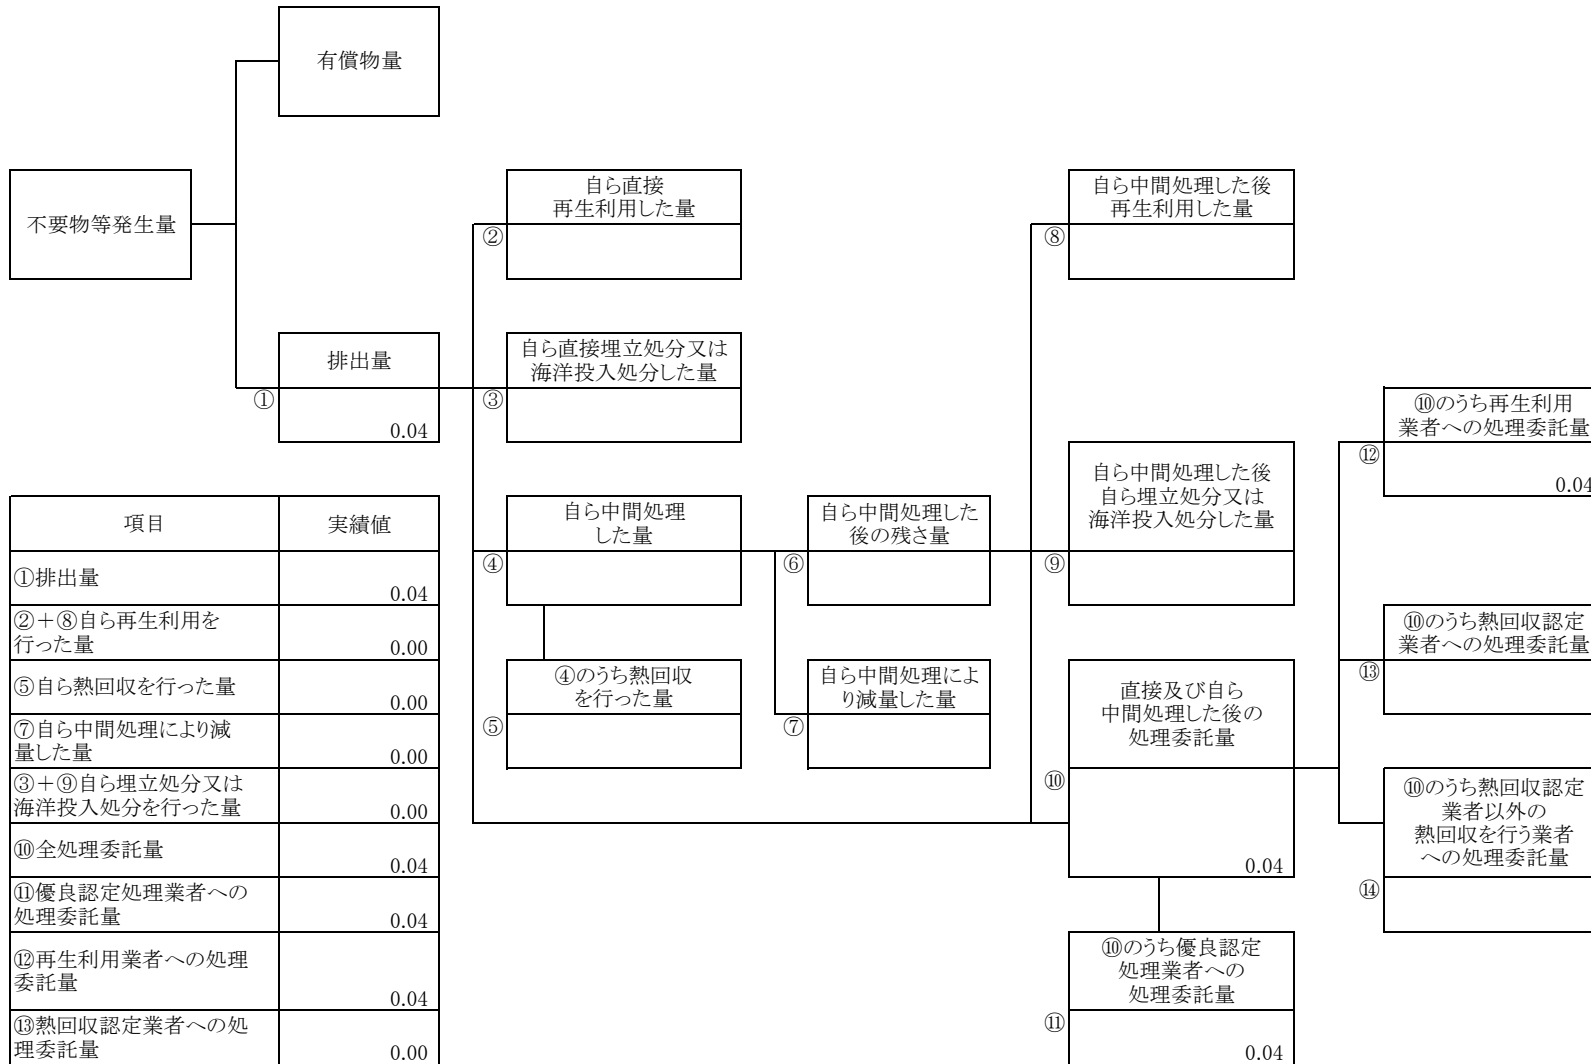 有償物量
不要物等発生量
自ら直接
再生利用した量
②
自ら中間処理した後
再生利用した量
⑧
排出量
①
0.04
自ら直接埋立処分又は
海洋投入処分した量
③
⑩のうち再生利用
業者への処理委託量
⑫
0.04
自ら中間処理
した量
④
自ら中間処理した
後の残さ量
⑥
自ら中間処理した後
自ら埋立処分又は
海洋投入処分した量
⑨
④のうち熱回収
を行った量
⑤
自ら中間処理によ
り減量した量
⑦
直接及び自ら
中間処理した後の
処理委託量
⑩
0.04
⑩のうち熱回収認定
業者への処理委託量
⑬
⑩のうち熱回収認定
業者以外の
熱回収を行う業者
への処理委託量
⑭
⑩のうち優良認定
処理業者への
処理委託量
⑪
0.04
項目 実績値
①排出量 0.04
②+⑧自ら再生利用を
行った量 0.00
⑤自ら熱回収を行った量 0.00
⑦自ら中間処理により減
量した量 0.00
③+⑨自ら埋立処分又は
海洋投入処分を行った量 0.00
⑩全処理委託量 0.04
⑪優良認定処理業者への
処理委託量 0.04
⑫再生利用業者への処理
委託量 0.04
⑬熱回収認定業者への処
理委託量 0.00